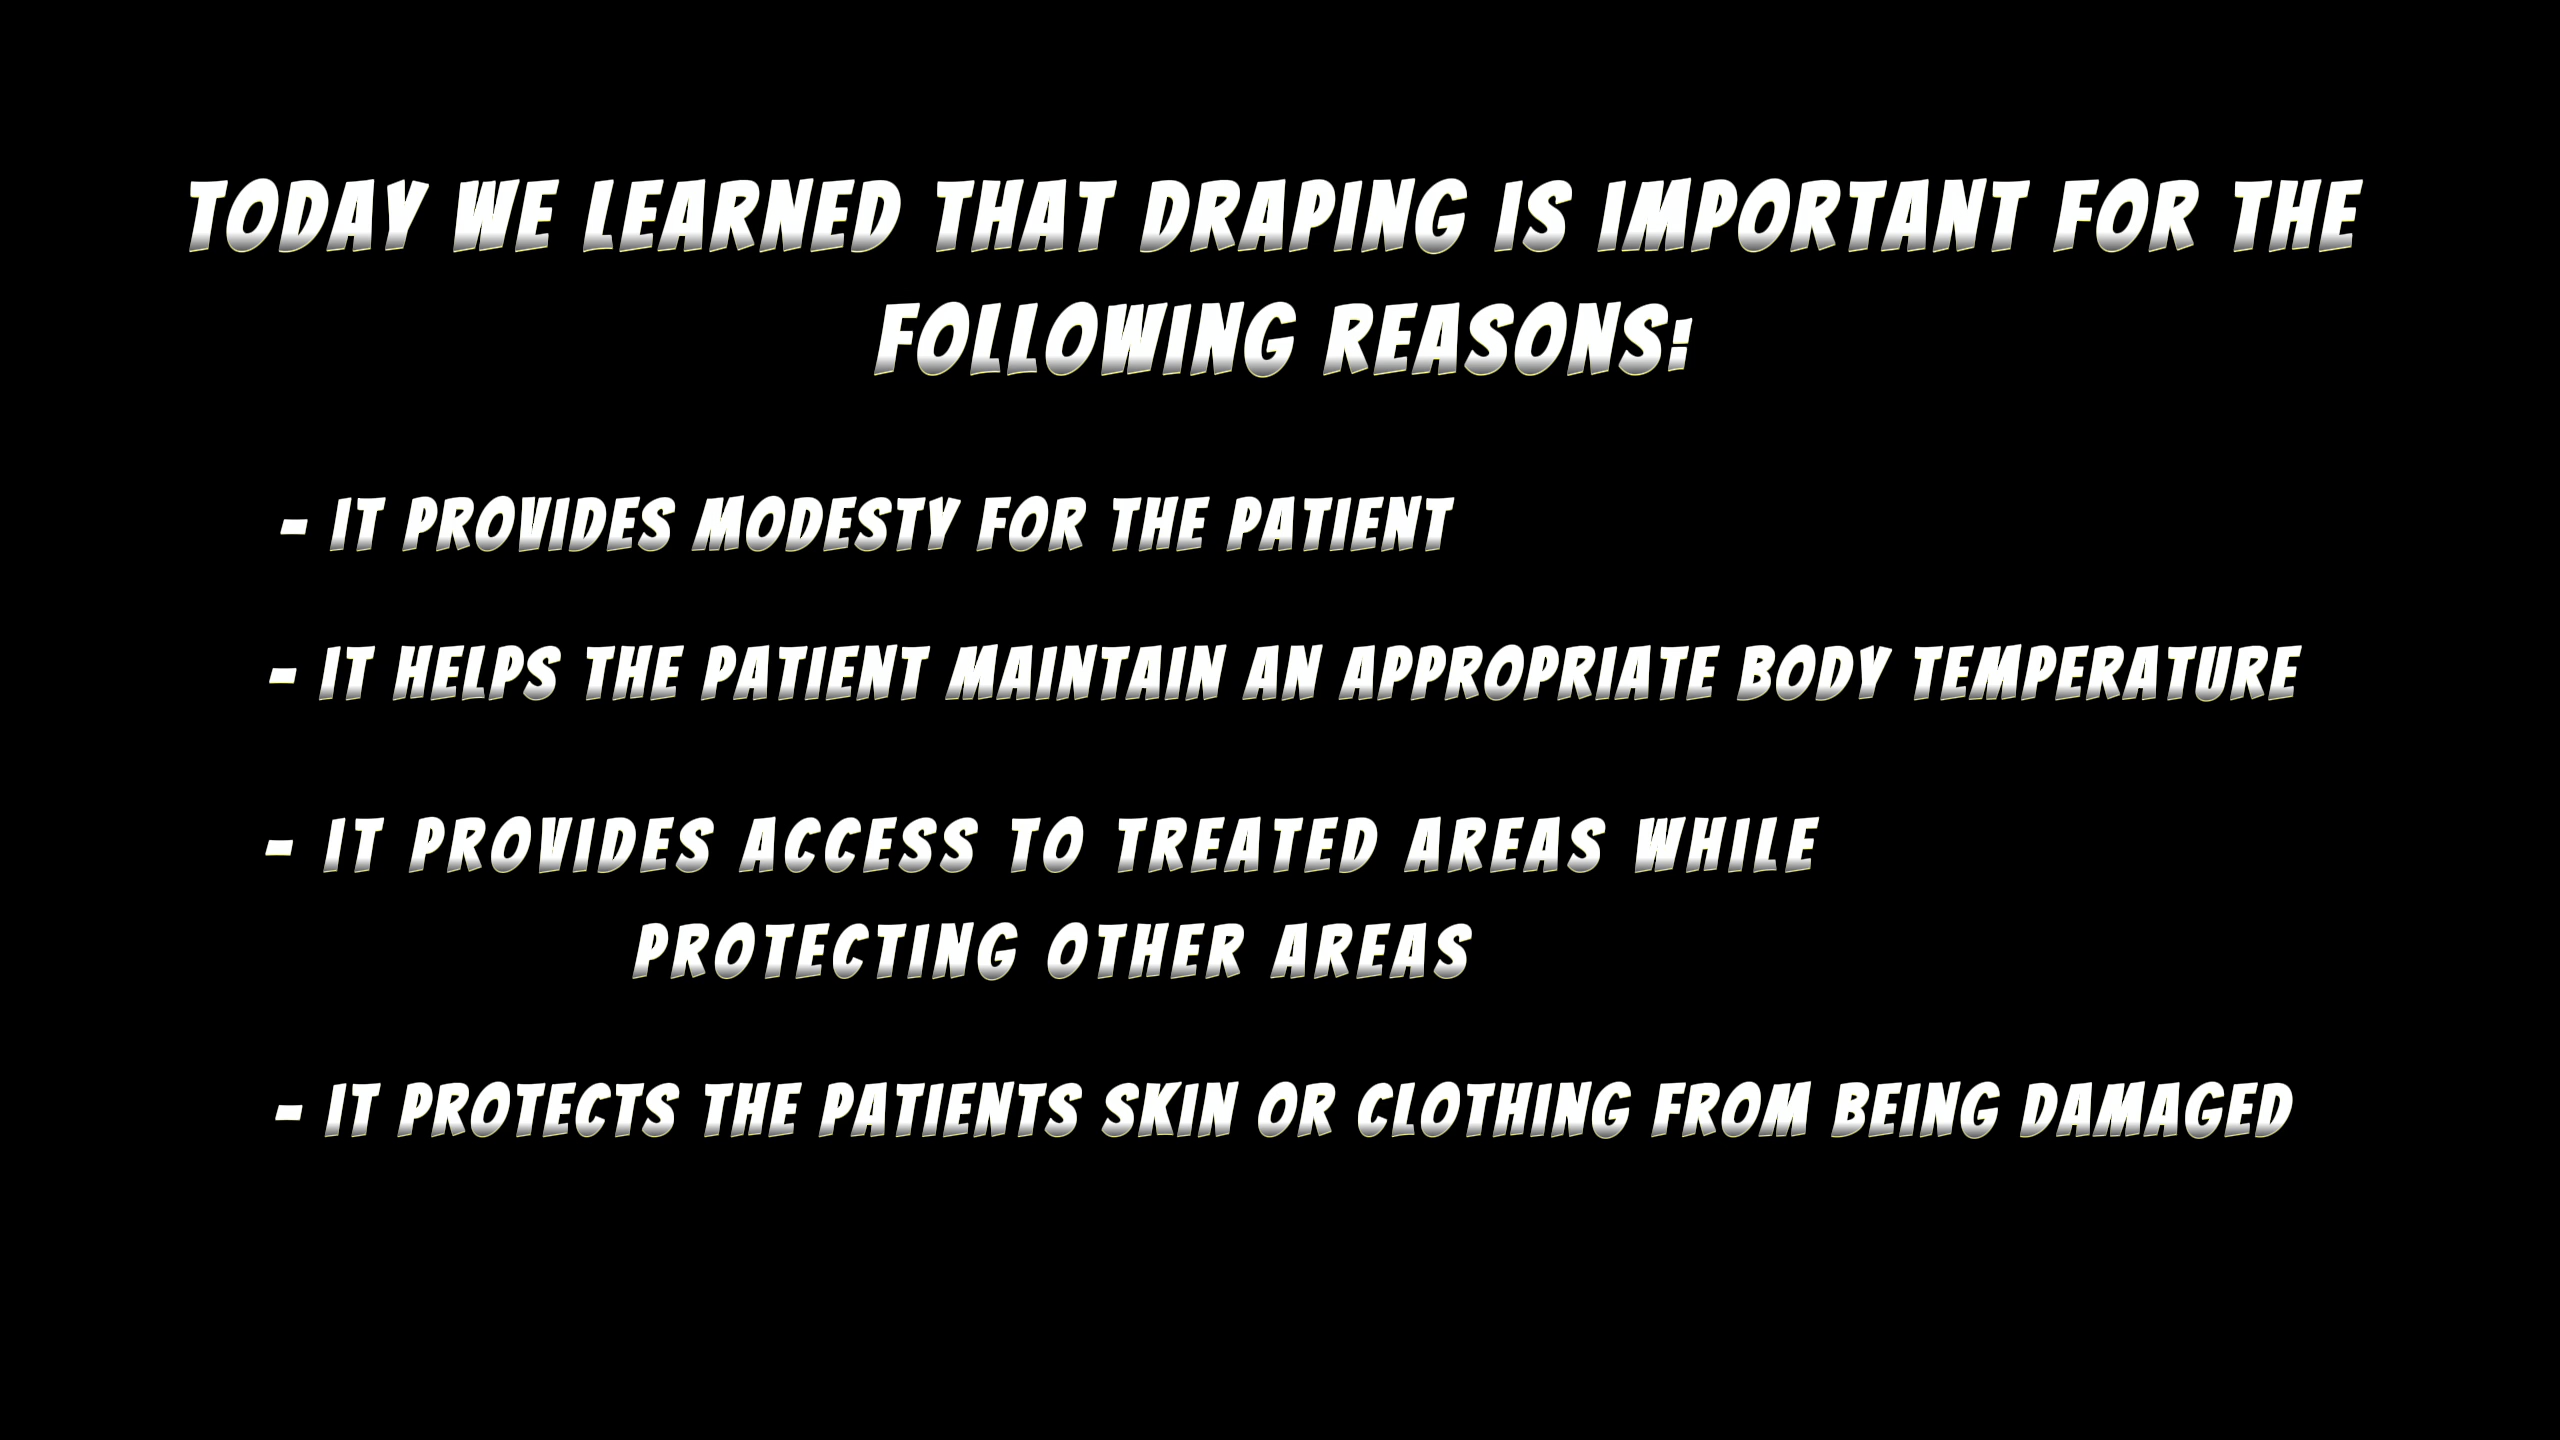 TODAY WE LEARNED THAT DRAPING IS IMPORTANT FOR THE
FOLLOWING REASONS:
- IT PROVIDES MODESTY FOR THE PATIENT
- IT HELPS THE PATIENT MAINTAIN AN APPROPRIATE BODY TEMPERATURE
- IT PROVIDES ACCESS TO TREATED AREAS WHILE
PROTECTING OTHER AREAS
- IT PROTECTS THE PATIENTS SKIN OR CLOTHING FROM BEING DAMAGED